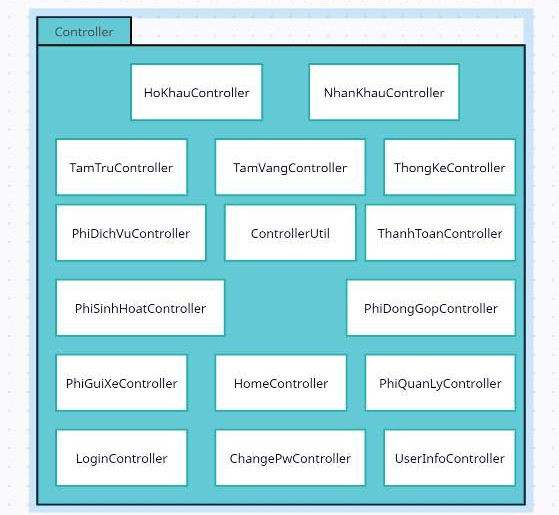 Controller
HoKhauController
NhanKhauController
TamTruController
TamVangController
ThongKeController
PhiDichVuController
ControllerUtil
ThanhToanController
PhiSinhHoatController
PhiDongGopController
PhiGuiXeController
HomeController
PhiQuanLyController
LoginController
ChangePwController
UserInfoController